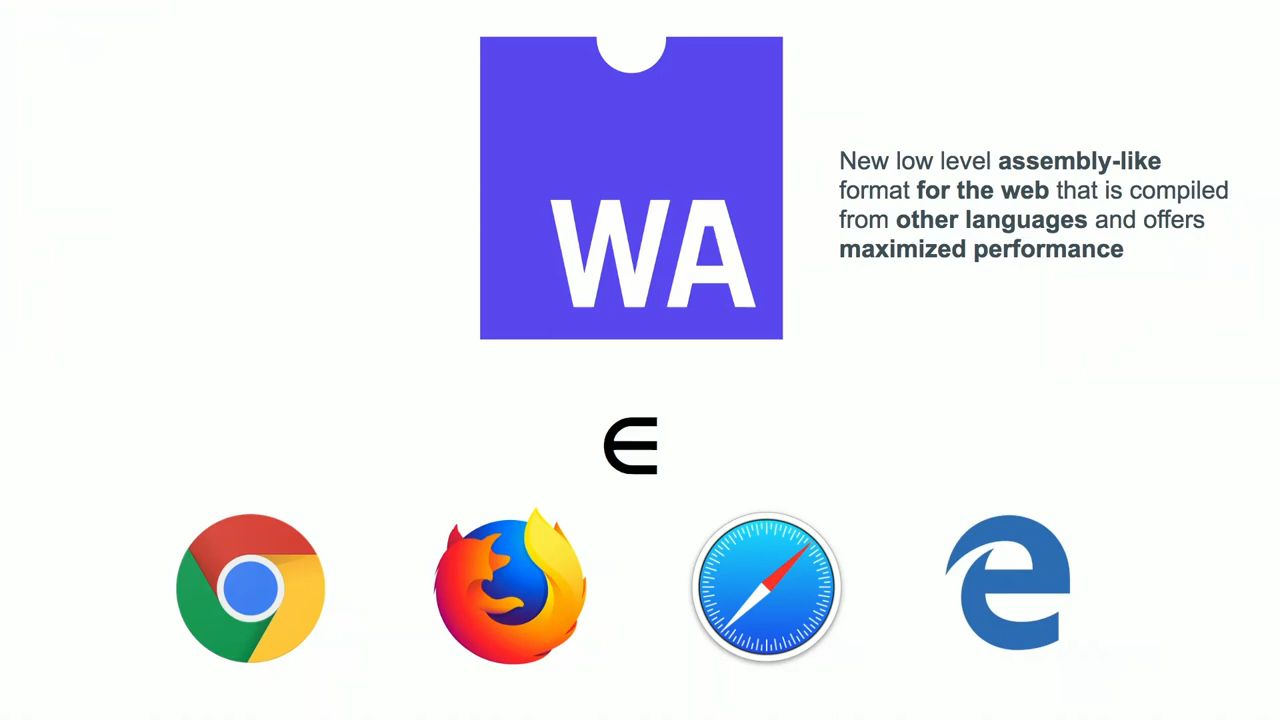 WA
New low level assembly-like
format for the web that is compiled
from other languages and offers
maximized performance
∈